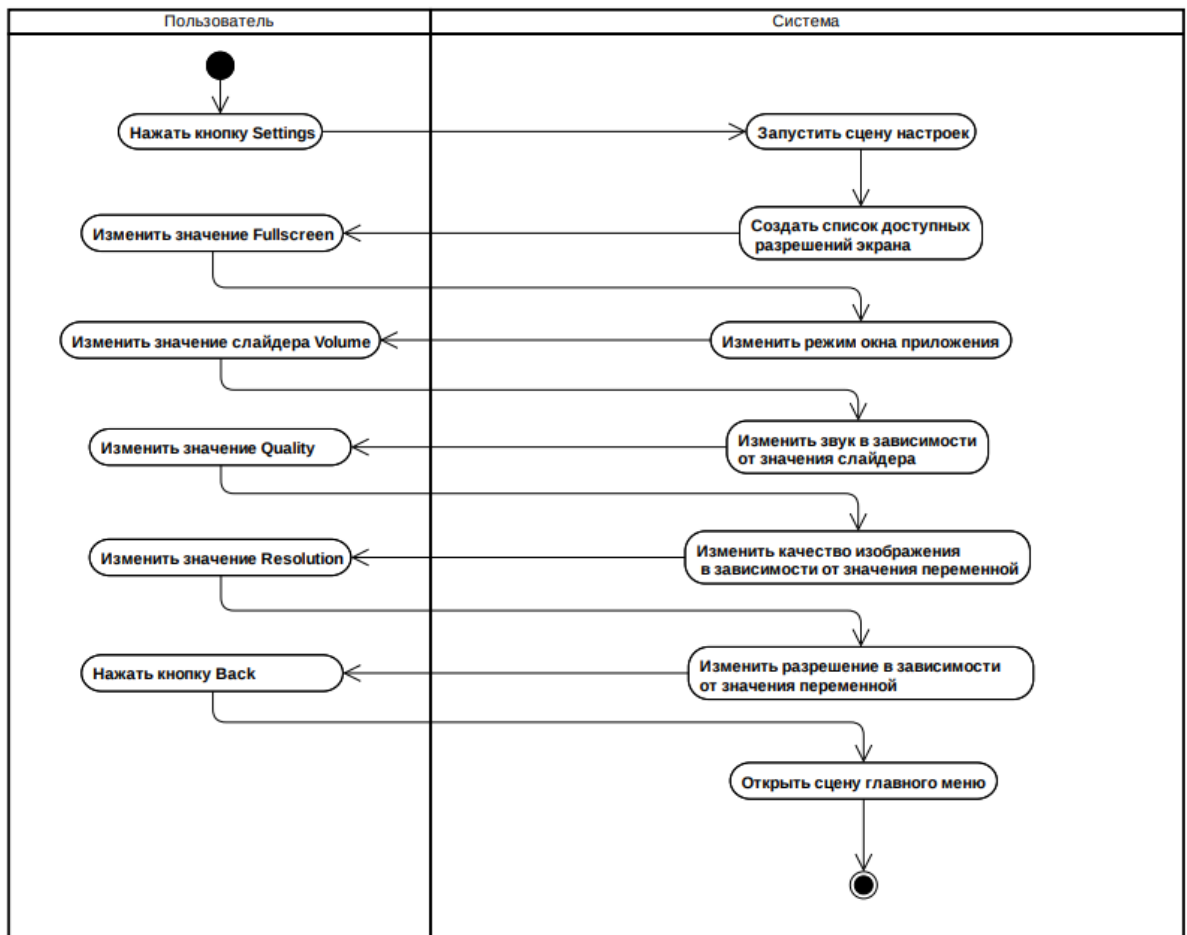 Пользователь
Система
Нажать кнопку Settings
Запустить сцену настроек
Изменить значение Fullscreen
Создать список доступных
разрешений экрана
Изменить значение слайдера Volume
Изменить режим окна приложения
Изменить значение Quality
Изменить звук в зависимости
от значения слайдера
Изменить значение Resolution
Изменить качество изображения
в зависимости от значения переменной
Нажать кнопку Back
Изменить разрешение в зависимости
от значения переменной
Открыть сцену главного меню